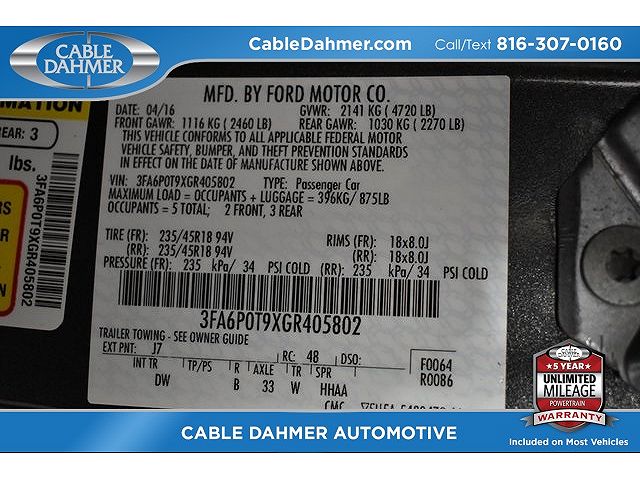 CABLE DAHMER
CableDahmer.com
Call/Text 816-307-0160
MFD. BY FORD MOTOR CO.
DATE: 04/16 GVWR: 2141 KG ( 4720 LB)
FRONT GAWR: 1116 KG ( 2460 LB) REAR GAWR: 1030 KG ( 2270 LB)
THIS VEHICLE CONFORMS TO ALL APPLICABLE FEDERAL MOTOR
VEHICLE SAFETY, BUMPER, AND THEFT PREVENTION STANDARDS
IN EFFECT ON THE DATE OF MANUFACTURE SHOWN ABOVE.
VIN: 3FA6P0T9XGR405802 TYPE: Passenger Car
MAXIMUM LOAD = OCCUPANTS + LUGGAGE = 396KG/ 875LB
OCCUPANTS = 5 TOTAL; 2 FRONT, 3 REAR
TIRE (FR): 235/45R18 94V RIMS (FR): 18x8.0J
(RR): 235/45R18 94V (RR): 18x8.0J
PRESSURE (FR): 235 kPa/ 34 PSI COLD (RR): 235 kPa/ 34 PSI COLD
3FA6P0T9XGR405802
TRAILER TOWING - SEE OWNER GUIDE
EXT PNT: J7 RC: 48 DSO: F0064
INT TR TP/PS R AXLE TR SPR R0086
DW B 33 W HHAA
REAR: 3
lbs.
3FA6P0T9XGR405802
5 YEAR
UNLIMITED
MILEAGE
POWERTRAIN
WARRANTY
CABLE DAHMER AUTOMOTIVE
Included on Most Vehicles